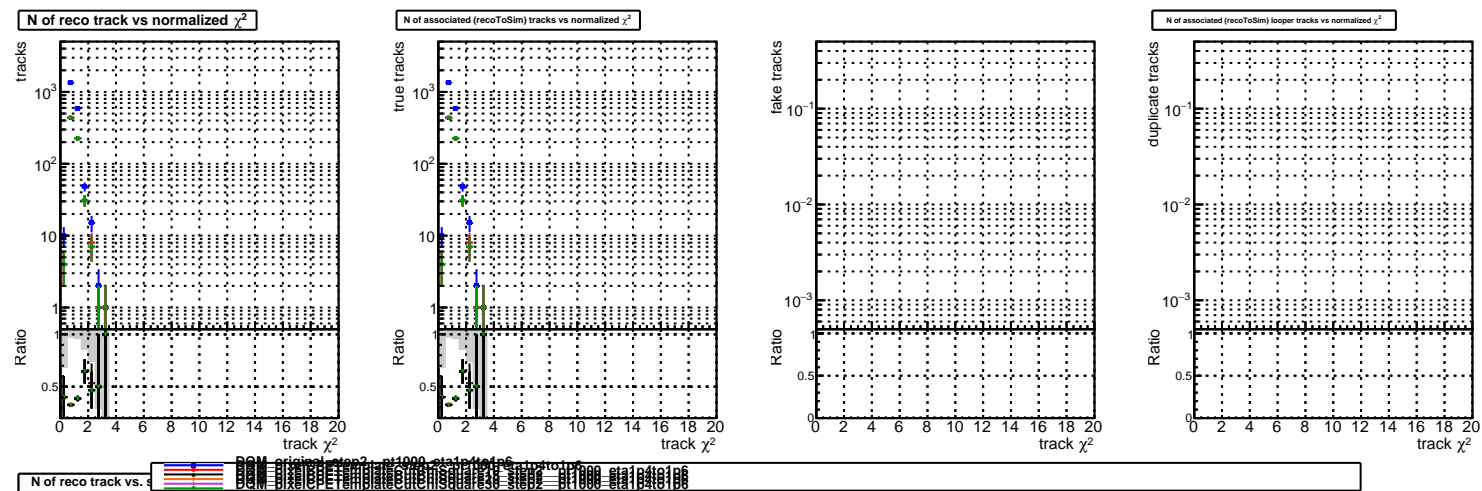 N of reco track vs normalized χ²
N of associated (recoToSim) tracks vs normalized χ²
N of associated (recoToSim) looper tracks vs normalized χ²
tracks
10³
10²
10
1
Ratio
1
0.5
0 2 4 6 8 10 12 14 16 18 20
track χ²
true tracks
10³
10²
10
1
Ratio
1
0.5
0 2 4 6 8 10 12 14 16 18 20
track χ²
fake tracks
10⁻¹
10⁻²
10⁻³
Ratio
1
0.5
0
0 2 4 6 8 10 12 14 16 18 20
track χ²
duplicate tracks
10⁻¹
10⁻²
10⁻³
Ratio
1
0.5
0
0 2 4 6 8 10 12 14 16 18 20
track χ²
N of reco track vs.